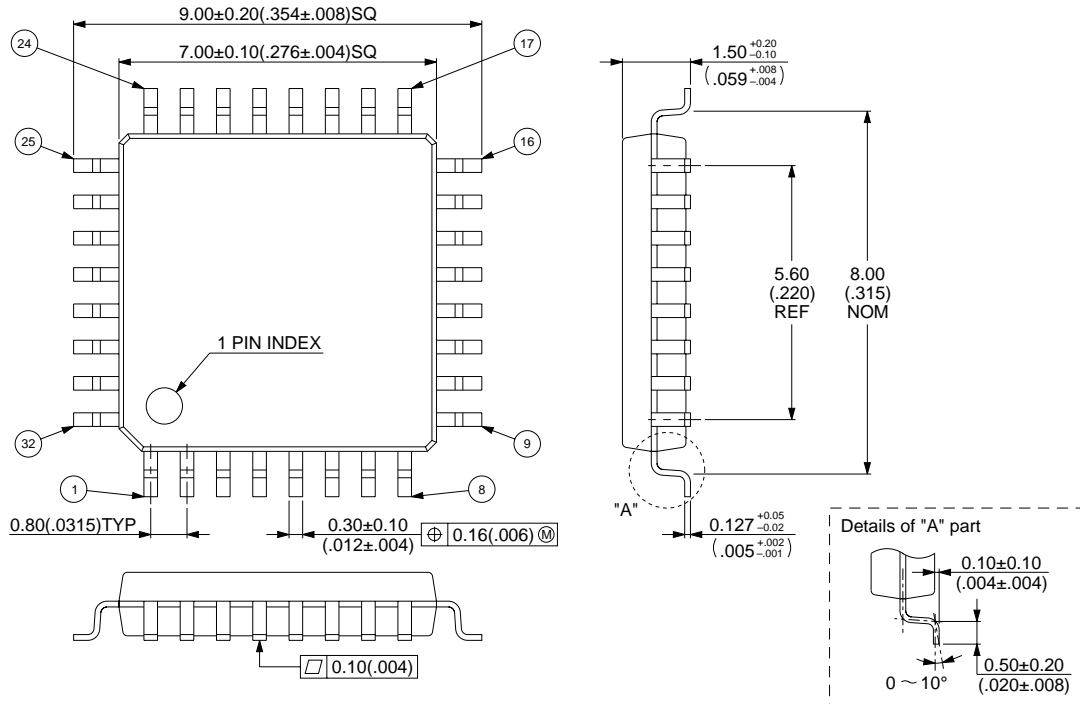 9.00±0.20(.354±.008)SQ
7.00±0.10(.276±.004)SQ
24
17
25
16
1 PIN INDEX
32
9
1
8
0.80(.0315)TYP
0.30±0.10
(.012±.004)
⌖ 0.16(.006) Ⓜ
▱ 0.10(.004)
1.50 +0.20 −0.10
(.059 +.008 −.004)
5.60
(.220)
REF
8.00
(.315)
NOM
"A"
0.127 +0.05 −0.02
(.005 +.002 −.001)
Details of "A" part
0.10±0.10
(.004±.004)
0.50±0.20
(.020±.008)
0 ～ 10°